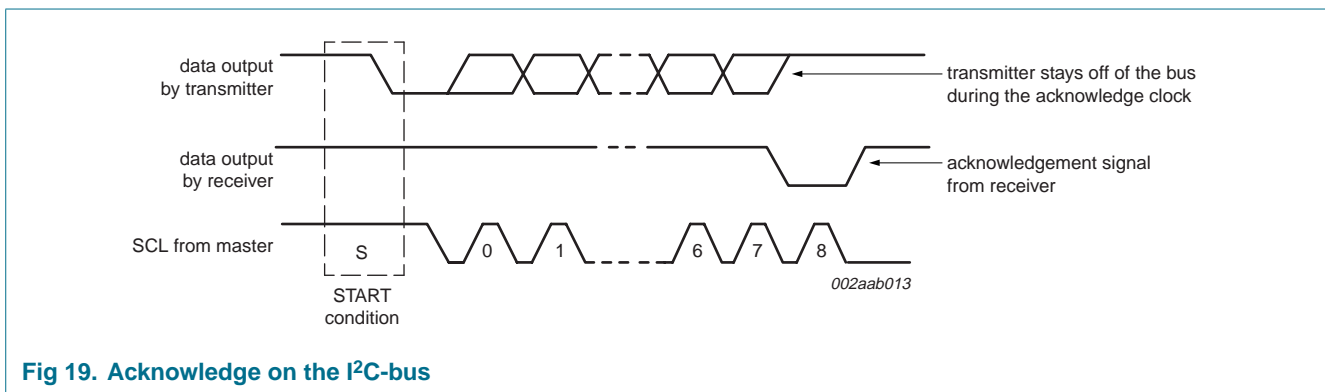 data output
by transmitter
transmitter stays off of the bus
during the acknowledge clock
data output
by receiver
acknowledgement signal
from receiver
SCL from master
S
0
1
6
7
8
002aab013
START
condition
Fig 19. Acknowledge on the I²C-bus